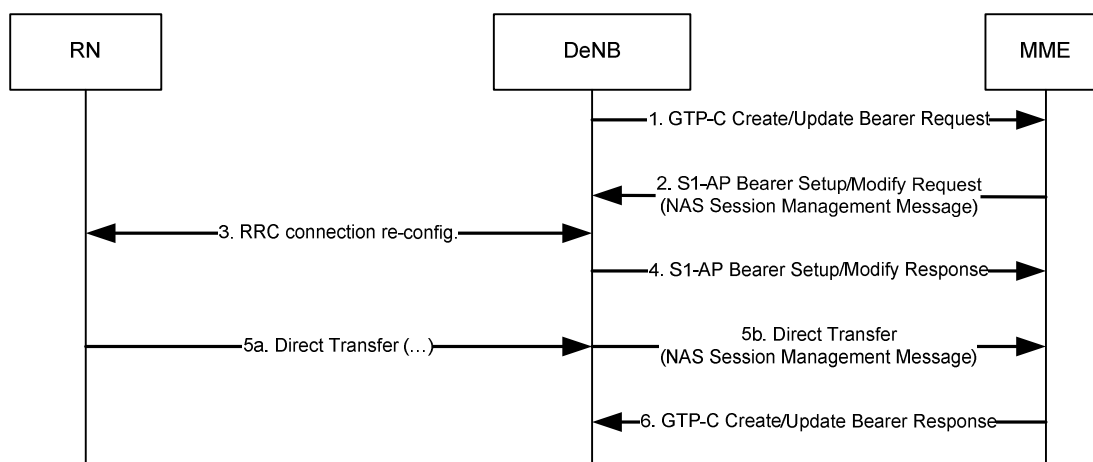 RN
DeNB
MME
1. GTP-C Create/Update Bearer Request
2. S1-AP Bearer Setup/Modify Request
(NAS Session Management Message)
3. RRC connection re-config.
4. S1-AP Bearer Setup/Modify Response
5a. Direct Transfer (...)
5b. Direct Transfer
(NAS Session Management Message)
6. GTP-C Create/Update Bearer Response